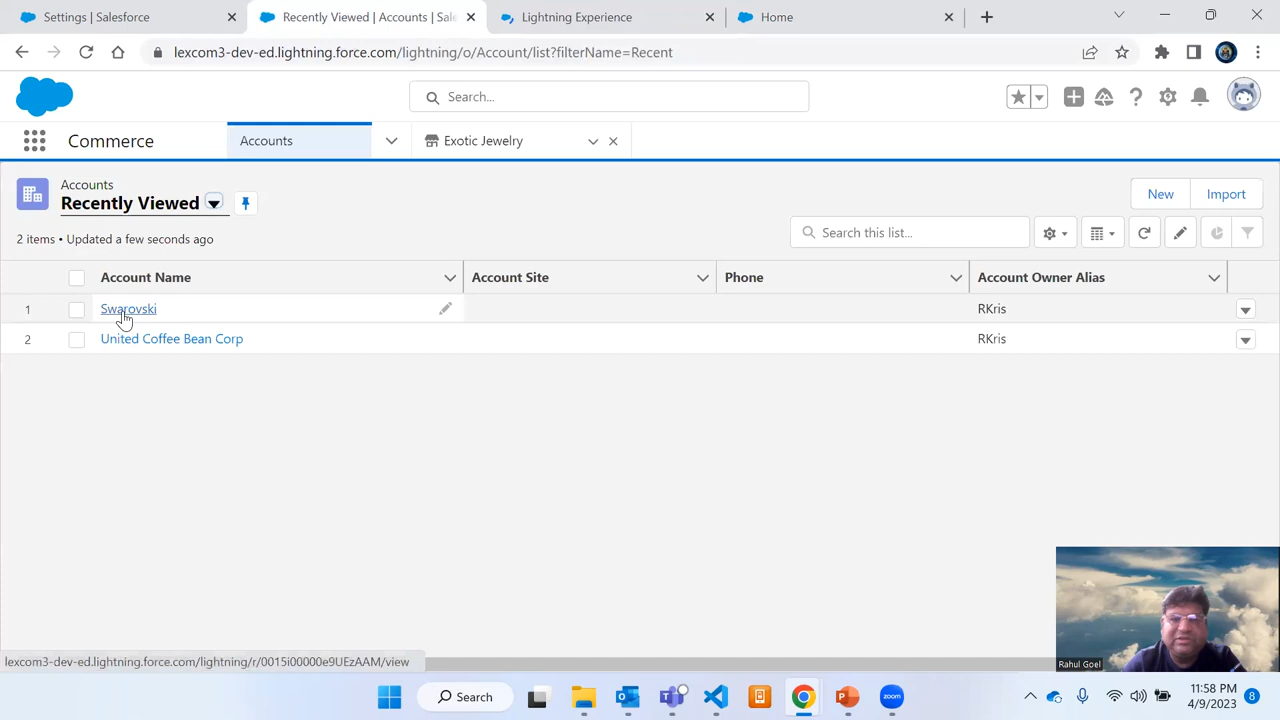 Settings | Salesforce
Recently Viewed | Accounts | Sale
Lightning Experience
Home
lexcom3-dev-ed.lightning.force.com/lightning/o/Account/list?filterName=Recent
Search...
Commerce
Accounts
Exotic Jewelry
Accounts
Recently Viewed
New
Import
2 items • Updated a few seconds ago
Search this list...
Account Name
Account Site
Phone
Account Owner Alias
1
Swarovski
RKris
2
United Coffee Bean Corp
RKris
Rahul Goel
lexcom3-dev-ed.lightning.force.com/lightning/r/0015i00000e9UEzAAM/view
Search
11:58 PM
4/9/2023
8